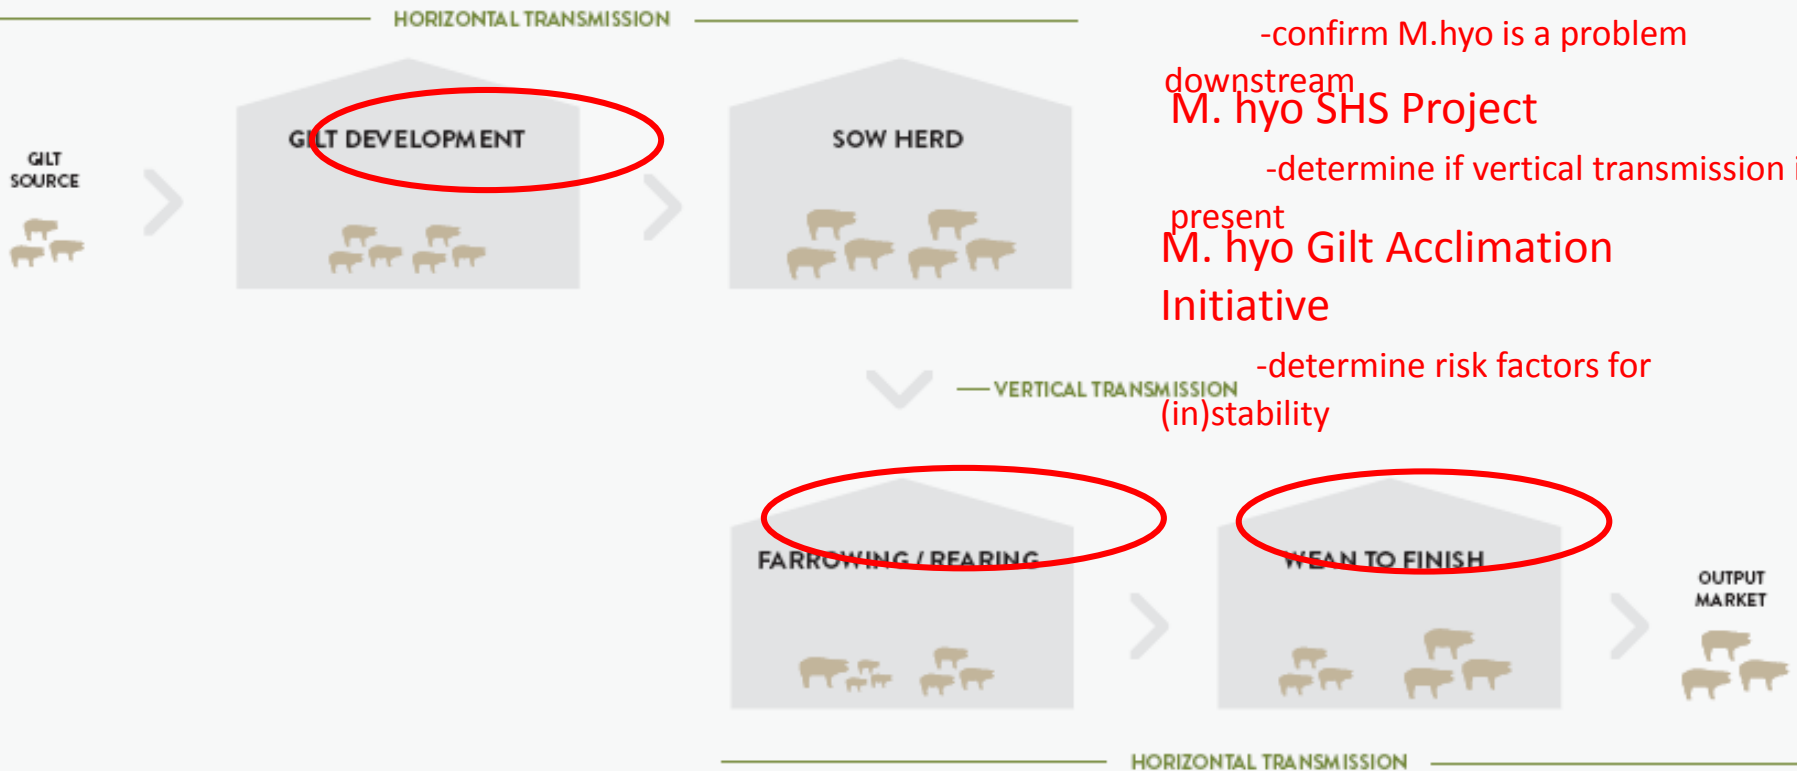 HORIZONTAL TRANSMISSION
-confirm M.hyo is a problem
downstream
M. hyo SHS Project
GILT DEVELOPMENT
SOW HERD
GILT
SOURCE
-determine if vertical transmission i
present
M. hyo Gilt Acclimation
Initiative
-determine risk factors for
(in)stability
VERTICAL TRANSMISSION
FARROWING / REARING
WEAN TO FINISH
OUTPUT
MARKET
HORIZONTAL TRANSMISSION